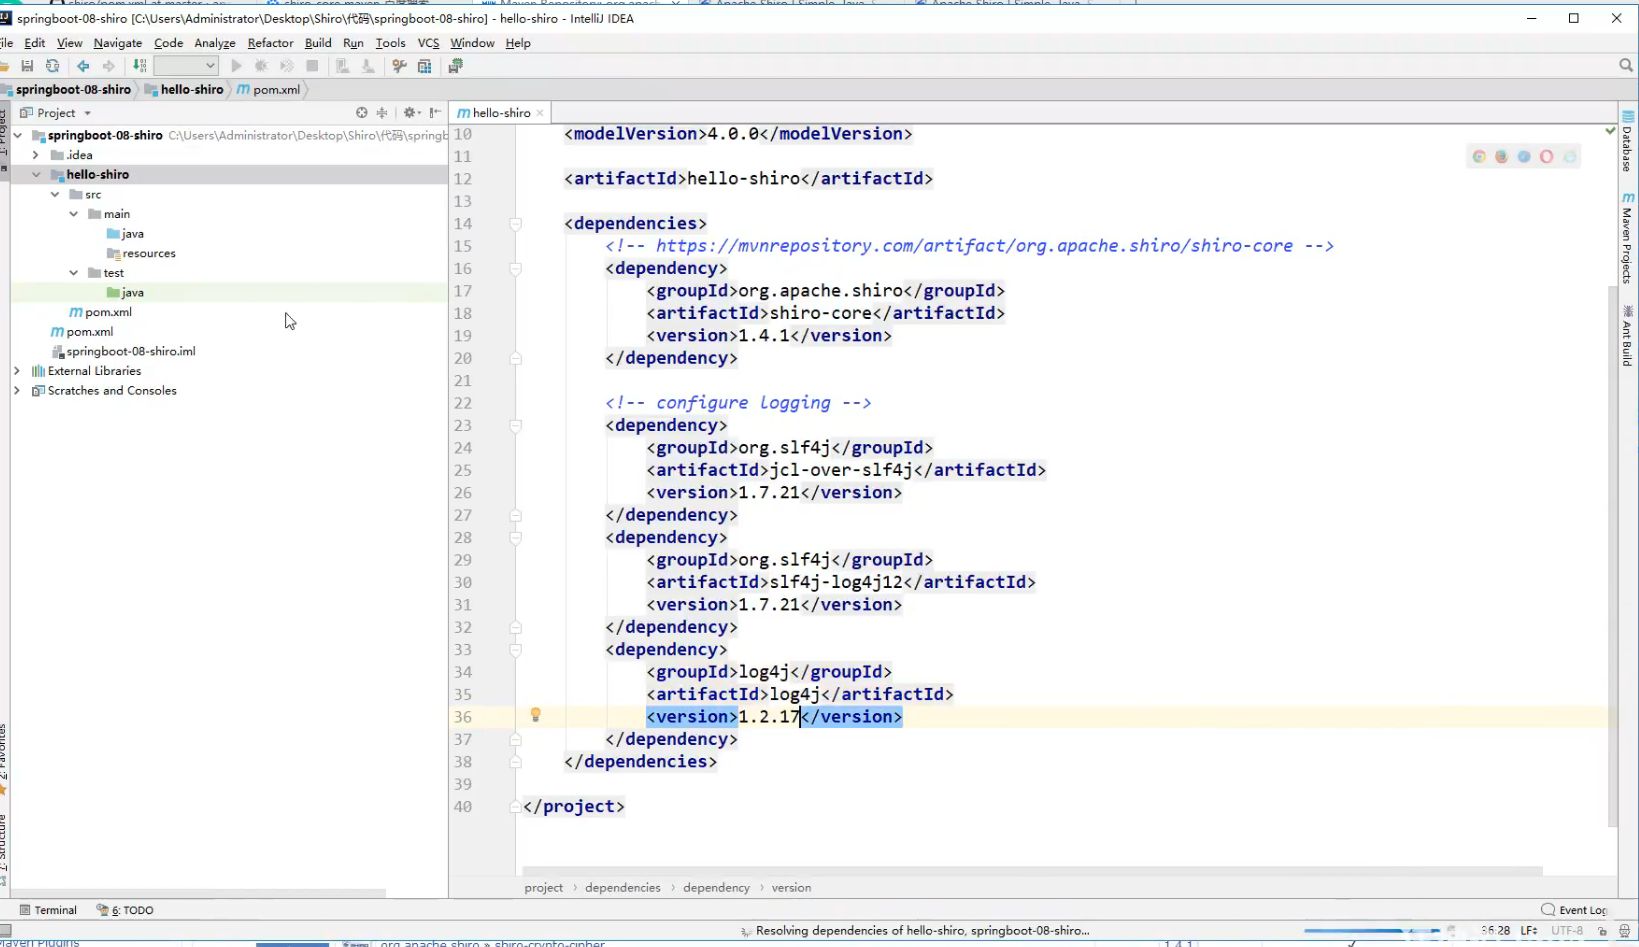 springboot-08-shiro [C:\Users\Administrator\Desktop\Shiro\代码\springboot-08-shiro] - hello-shiro - IntelliJ IDEA
Edit View Navigate Code Analyze Refactor Build Run Tools VCS Window Help
springboot-08-shiro hello-shiro pom.xml
Project
hello-shiro
springboot-08-shiro C:\Users\Administrator\Desktop\Shiro\代码\springb
.idea
hello-shiro
src
main
java
resources
test
java
pom.xml
pom.xml
springboot-08-shiro.iml
External Libraries
Scratches and Consoles
10 <modelVersion>4.0.0</modelVersion>
11
12 <artifactId>hello-shiro</artifactId>
13
14 <dependencies>
15 <!-- https://mvnrepository.com/artifact/org.apache.shiro/shiro-core -->
16 <dependency>
17 <groupId>org.apache.shiro</groupId>
18 <artifactId>shiro-core</artifactId>
19 <version>1.4.1</version>
20 </dependency>
21
22 <!-- configure logging -->
23 <dependency>
24 <groupId>org.slf4j</groupId>
25 <artifactId>jcl-over-slf4j</artifactId>
26 <version>1.7.21</version>
27 </dependency>
28 <dependency>
29 <groupId>org.slf4j</groupId>
30 <artifactId>slf4j-log4j12</artifactId>
31 <version>1.7.21</version>
32 </dependency>
33 <dependency>
34 <groupId>log4j</groupId>
35 <artifactId>log4j</artifactId>
36 <version>1.2.17</version>
37 </dependency>
38 </dependencies>
39
40 </project>
project › dependencies › dependency › version
Database
Maven Projects
Ant Build
2: Favorites
7: Structure
Terminal 6: TODO
Event Log
Resolving dependencies of hello-shiro, springboot-08-shiro...
36:28 LF UTF-8
org.apache.shiro » shiro-crypto-cipher
1.4.1